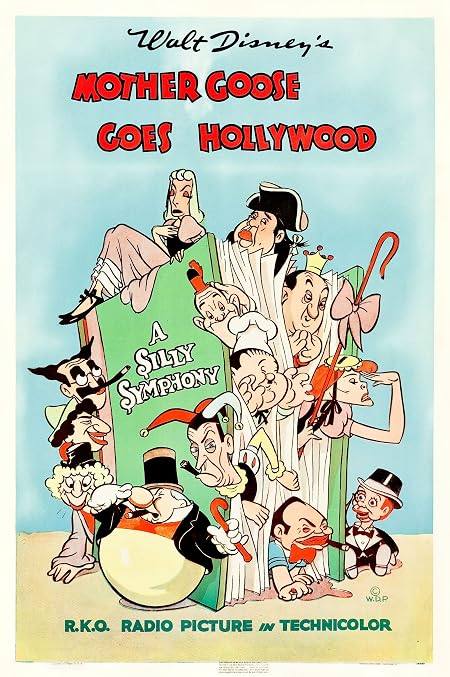 Walt Disney's
MOTHER GOOSE
GOES HOLLYWOOD
A
SILLY
SYMPHONY
©
W.D.P.
R.K.O. RADIO PICTURE IN TECHNICOLOR